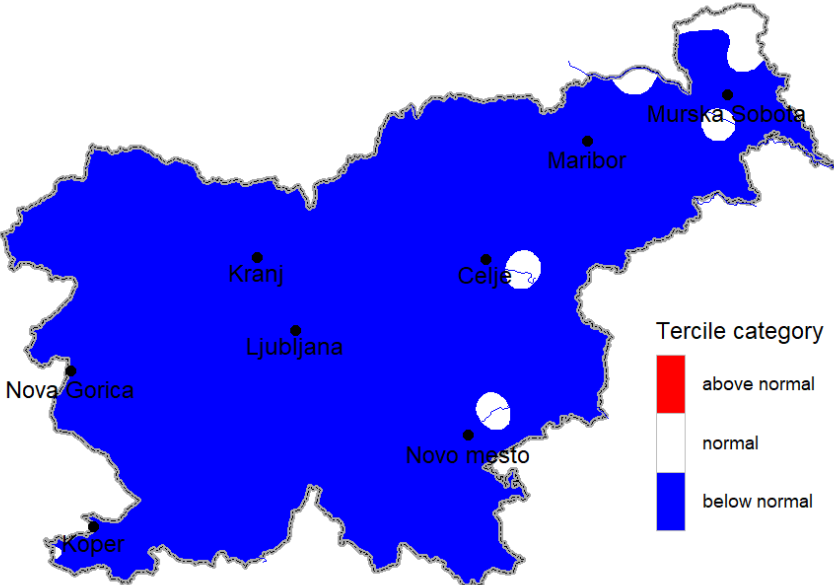 Murska Sobota
Maribor
Kranj
Celje
Ljubljana
Tercile category
above normal
Nova Gorica
normal
Novo mesto
below normal
Koper